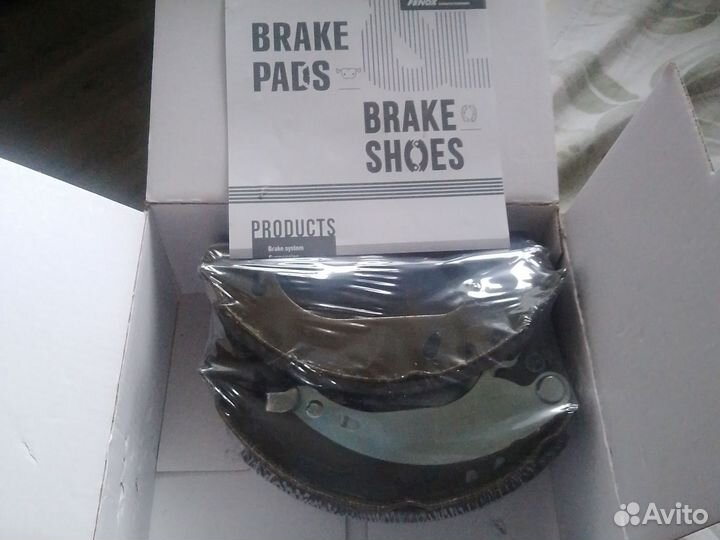 FENOX
BRAKE
PADS
BRAKE
SHOES
PRODUCTS
Brake system
Avito